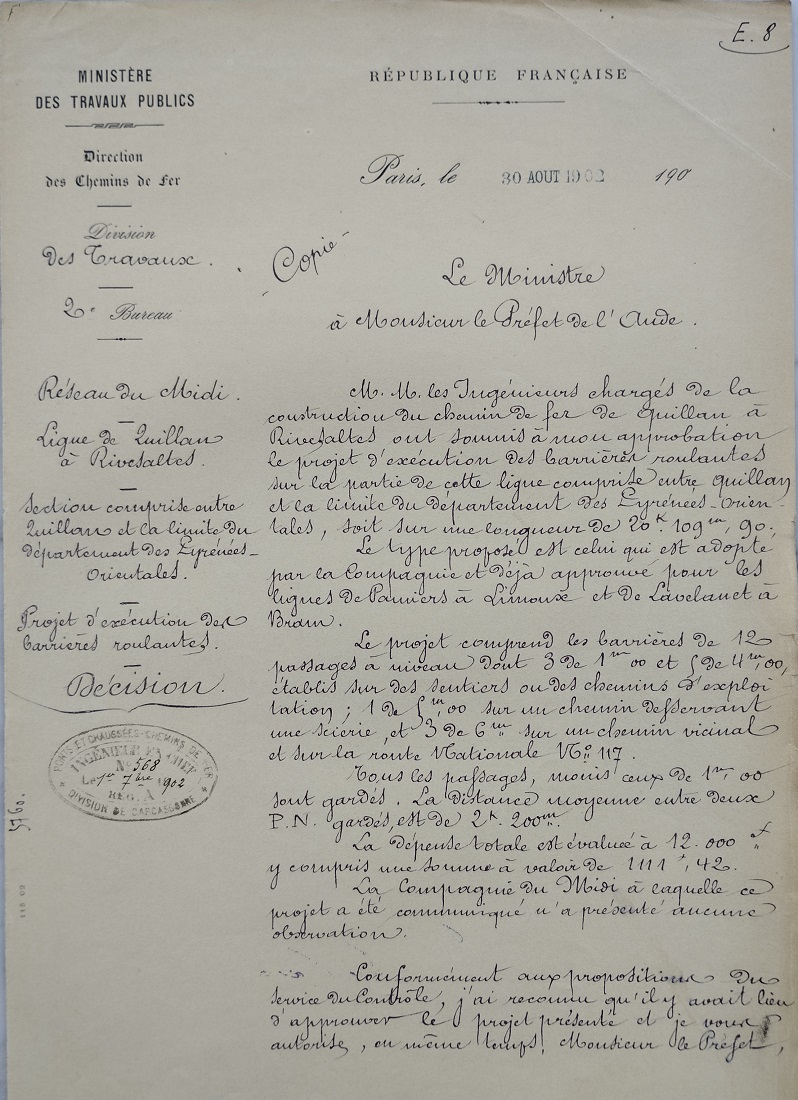 E. 8
MINISTÈRE
DES TRAVAUX PUBLICS
Direction
des Chemins de Fer
Division
des Travaux.
2e Bureau
Réseau du Midi.
Ligne de Quillan
à Rivesaltes.
Section comprise entre
Quillan et la limite du
département des Pyrénées-
Orientales.
Projet d'exécution des
barrières roulantes.
Décision.
PONTS ET CHAUSSÉES-CHEMINS DE FER
INGÉNIEUR EN CHEF
No 568
Le 1er 7bre 1902
DIVISION DE CARCASSONNE
RÉPUBLIQUE FRANÇAISE
Paris, le 30 AOUT 1902 190
Copie
Le Ministre
à Monsieur le Préfet de l'Aude.
M. M. les Ingénieurs chargés de la
construction du chemin de fer de Quillan à
Rivesaltes ont soumis à mon approbation
le projet d'exécution des barrières roulantes
sur la partie de cette ligne comprise entre Quillan
et la limite du département des Pyrénées-Orien-
tales, soit sur une longueur de 20k 109m, 90.
Le type proposé est celui qui est adopté
par la Compagnie et déjà approuvé pour les
lignes de Pamiers à Limoux et de Lavelanet à
Bram.
Le projet comprend les barrières de 12
passages à niveau dont 3 de 1m 00 et 5 de 4m,00,
établis sur des sentiers ou des chemins d'exploi
tation ; 1 de 5m,00 sur un chemin desservant
une scierie, et 3 de 6m sur un chemin vicinal
et sur la route Nationale No 117.
Tous les passages, moins ceux de 1m, 00
sont gardés. La distance moyenne entre deux
P.N. gardés, est de 2k. 200m.
La dépense totale est évaluée à 12.000f
y compris une somme à valoir de 1111f, 42.
La Compagnie du Midi à laquelle ce
projet a été communiqué n'a présenté aucune
observation.
Conformément aux propositions du
Service du Contrôle, j'ai reconnu qu'il y avait lieu
d'approuver le projet présenté et je vous
autorise, en même temps, Monsieur le Préfet,